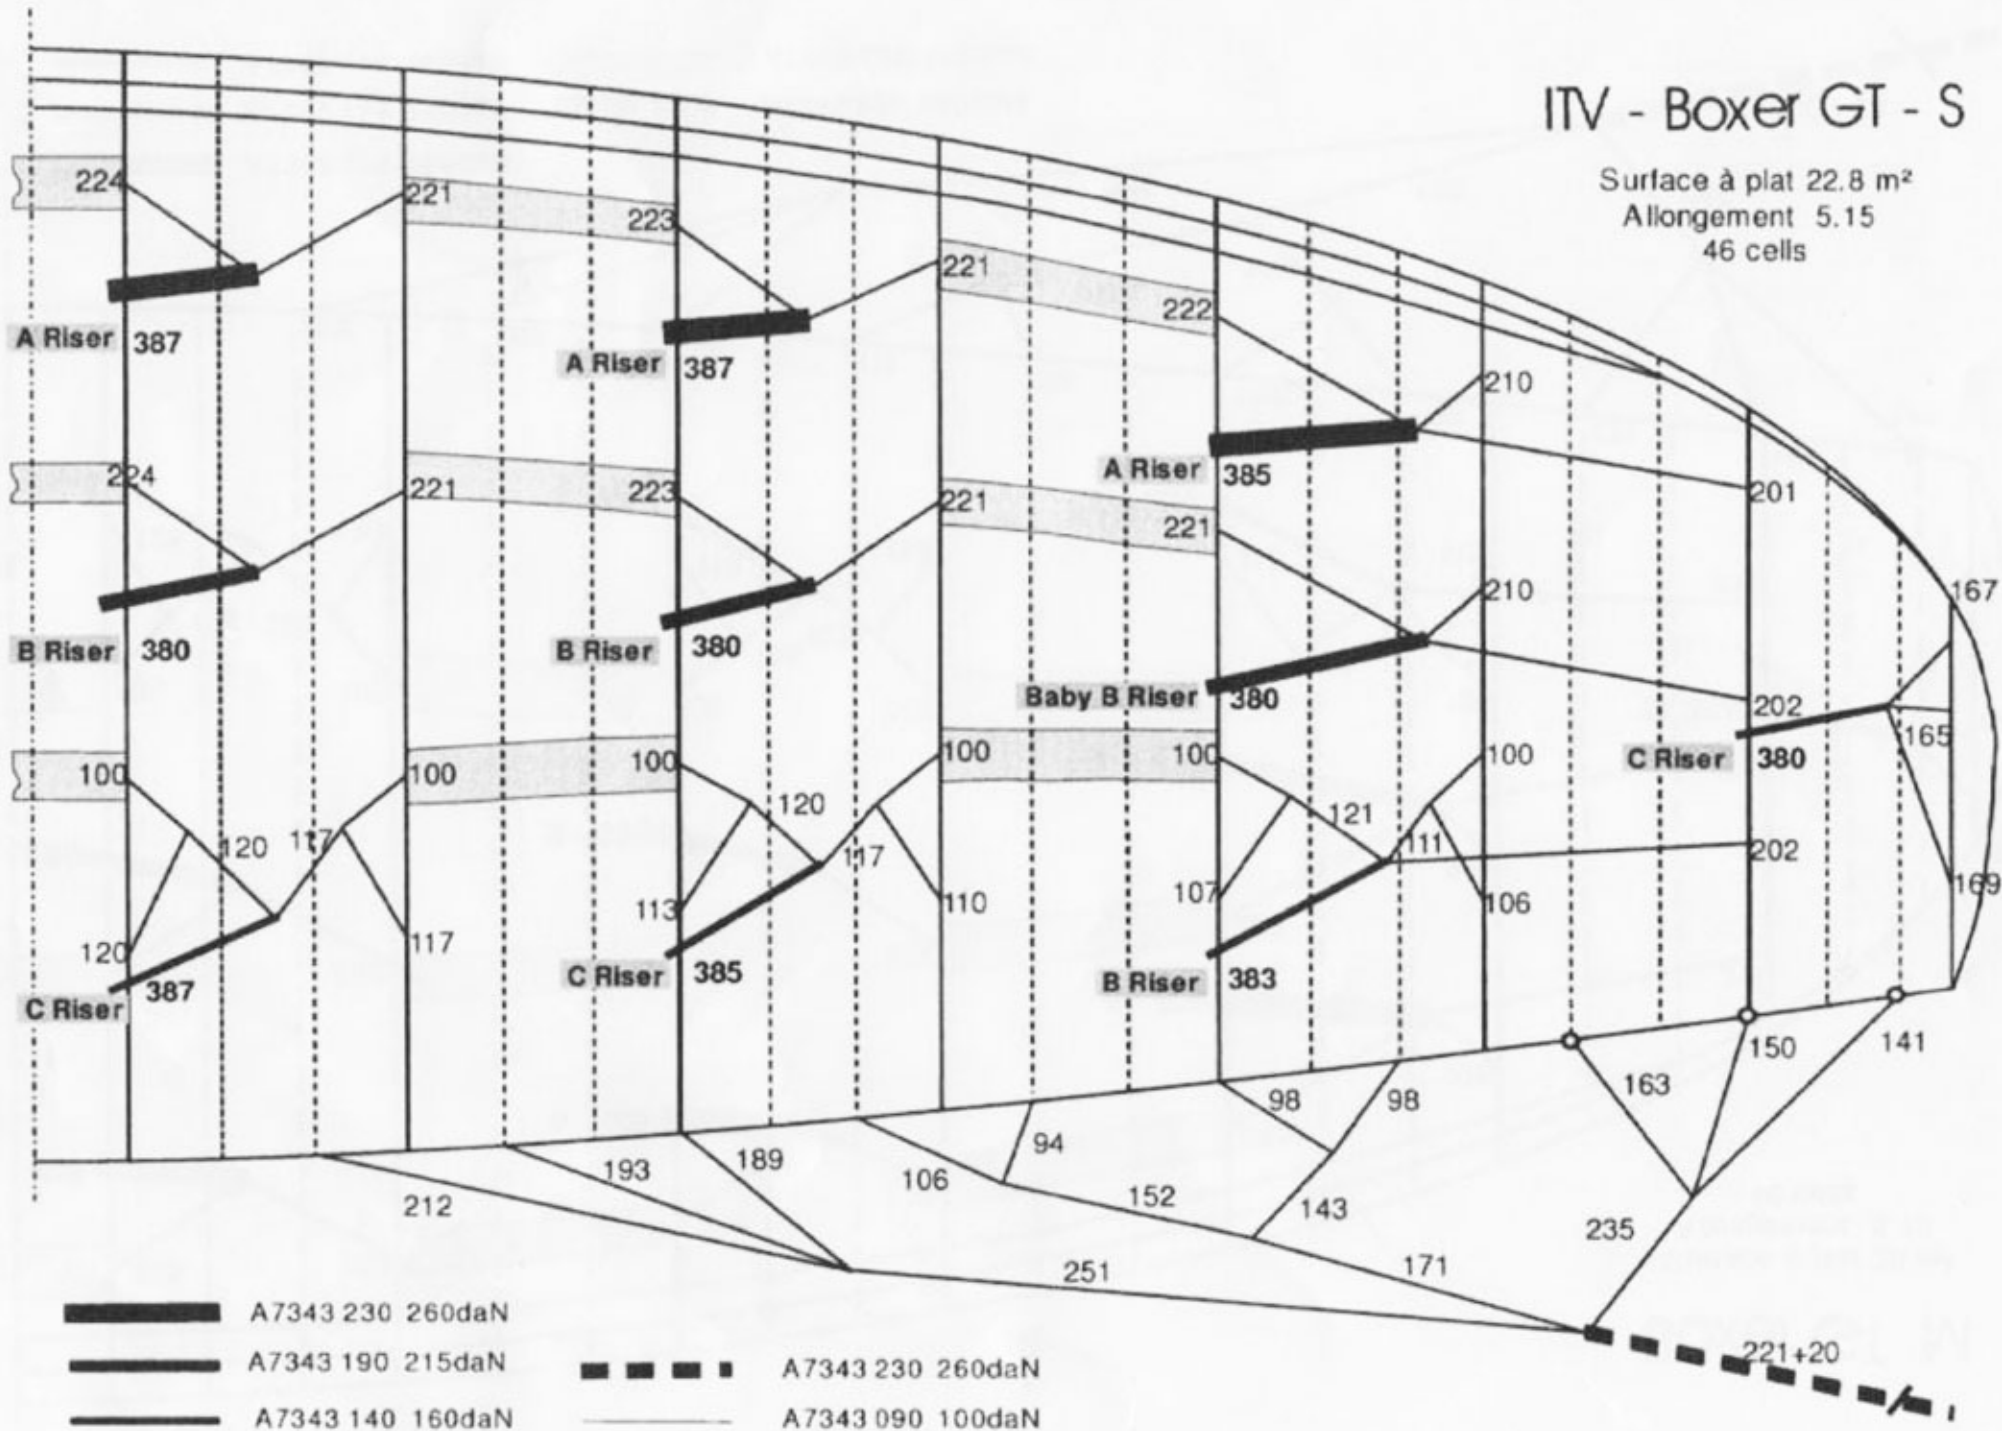 ITV - Boxer GT - S
Surface à plat 22.8 m²
Allongement 5.15
46 cells
224
221
223
221
222
210
201
A Riser 387
A Riser 387
A Riser 385
224
221
223
221
221
210
202
167
B Riser 380
B Riser 380
Baby B Riser 380
C Riser 380
165
100
100
100
100
100
100
120
117
120
117
121
111
202
169
120
117
113
110
107
106
C Riser 387
C Riser 385
B Riser 383
212
193
189
106
94
98
98
163
150
141
152
143
235
251
171
221+20
A7343 230 260daN
A7343 190 215daN
A7343 140 160daN
A7343 230 260daN
A7343 090 100daN